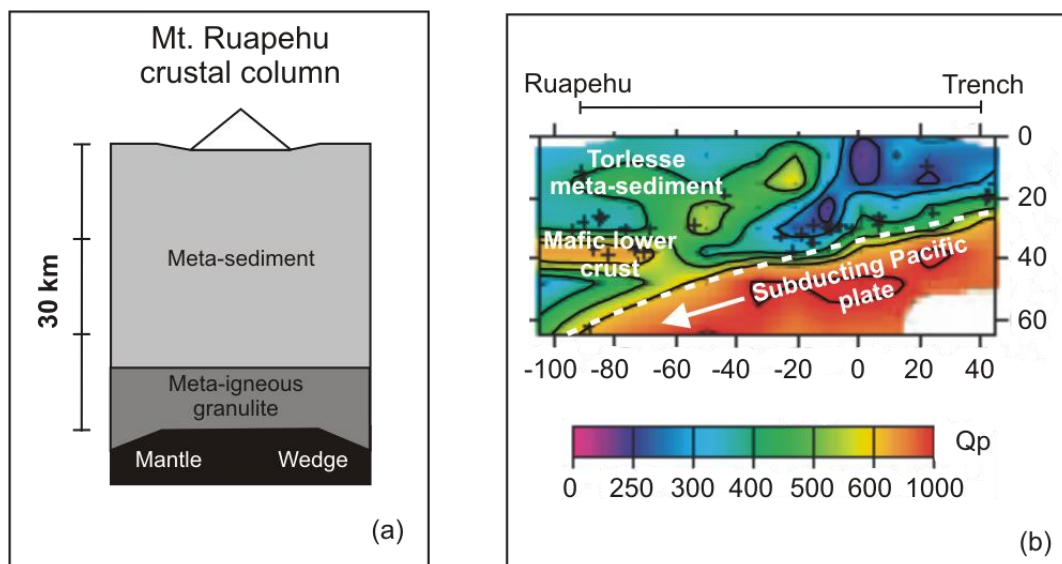 Mt. Ruapehu
crustal column
30 km
Meta-sediment
Meta-igneous
granulite
Mantle Wedge
(a)
Ruapehu Trench
Torlesse
meta-sediment
Mafic lower
crust
Subducting Pacific
plate
0
20
40
60
-100 -80 -60 -40 -20 0 20 40
Qp
0 250 300 400 500 600 1000
(b)